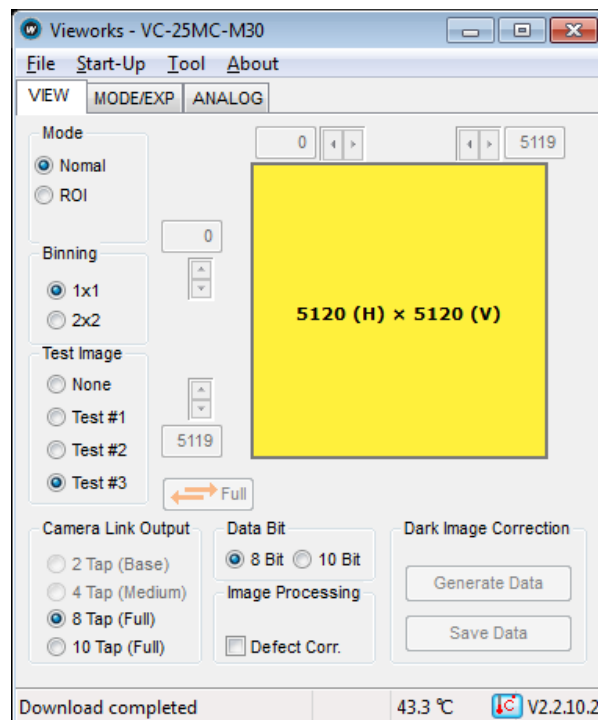 Vieworks - VC-25MC-M30
File Start-Up Tool About
VIEW MODE/EXP ANALOG
Mode
Nomal
ROI
0
5119
0
Binning
1x1
2x2
5120 (H) × 5120 (V)
Test Image
None
Test #1
Test #2
Test #3
5119
Full
Camera Link Output
2 Tap (Base)
4 Tap (Medium)
8 Tap (Full)
10 Tap (Full)
Data Bit
8 Bit 10 Bit
Image Processing
Defect Corr.
Dark Image Correction
Generate Data
Save Data
Download completed
43.3 ℃
V2.2.10.2